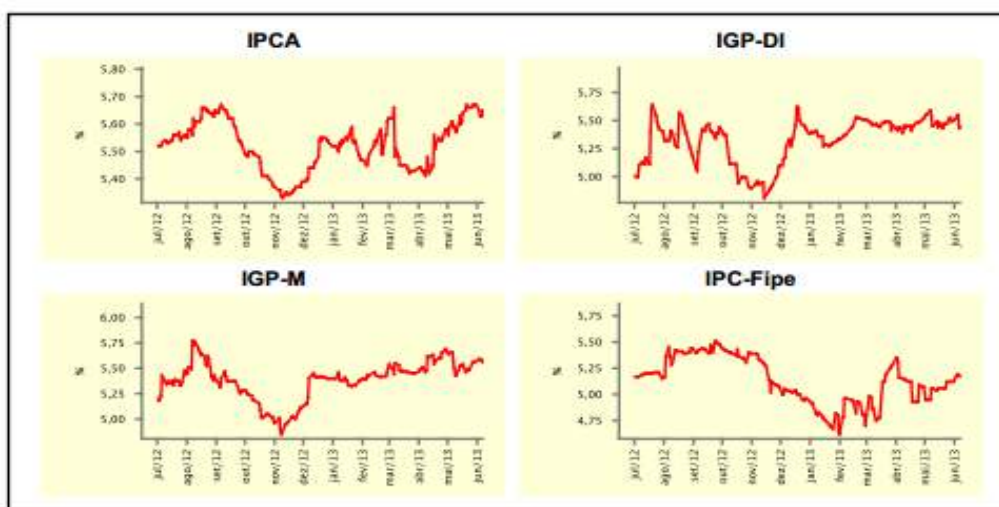 IPCA
5,80
5,70
5,60
5,50
5,40
%
jul/12
ago/12
set/12
out/12
nov/12
dez/12
jan/13
fev/13
mar/13
abr/13
mai/13
jun/13
IGP-DI
5,75
5,50
5,25
5,00
%
jul/12
ago/12
set/12
out/12
nov/12
dez/12
jan/13
fev/13
mar/13
abr/13
mai/13
jun/13
IGP-M
6,00
5,75
5,50
5,25
5,00
%
jul/12
ago/12
set/12
out/12
nov/12
dez/12
jan/13
fev/13
mar/13
abr/13
mai/13
jun/13
IPC-Fipe
5,75
5,50
5,25
5,00
4,75
%
jul/12
ago/12
set/12
out/12
nov/12
dez/12
jan/13
fev/13
mar/13
abr/13
mai/13
jun/13